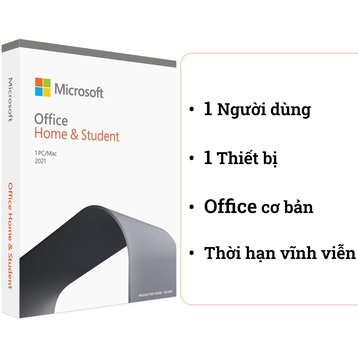 Microsoft
Office
Home & Student
1 PC/Mac
2021
Office Home & Student
• 1 Người dùng
• 1 Thiết bị
• Office cơ bản
• Thời hạn vĩnh viễn